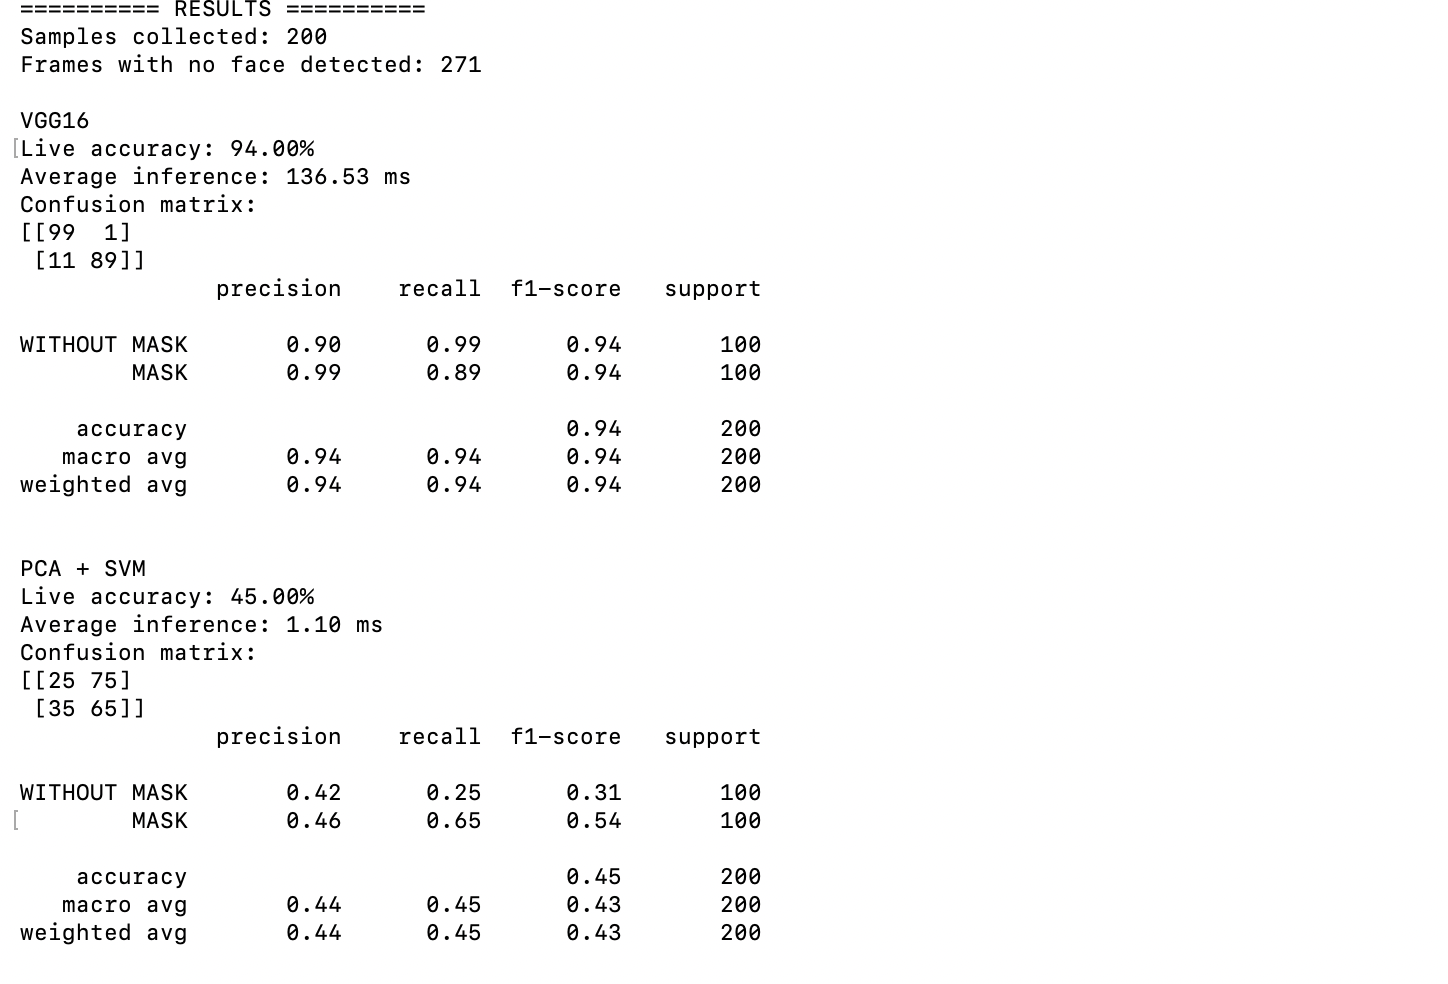 ========== RESULTS ==========
Samples collected: 200
Frames with no face detected: 271
VGG16
[Live accuracy: 94.00%
Average inference: 136.53 ms
Confusion matrix:
[[99  1]
 [11 89]]
              precision    recall  f1-score   support
WITHOUT MASK       0.90      0.99      0.94       100
        MASK       0.99      0.89      0.94       100
    accuracy                           0.94       200
   macro avg       0.94      0.94      0.94       200
weighted avg       0.94      0.94      0.94       200
PCA + SVM
Live accuracy: 45.00%
Average inference: 1.10 ms
Confusion matrix:
[[25 75]
 [35 65]]
              precision    recall  f1-score   support
WITHOUT MASK       0.42      0.25      0.31       100
[       MASK       0.46      0.65      0.54       100
    accuracy                           0.45       200
   macro avg       0.44      0.45      0.43       200
weighted avg       0.44      0.45      0.43       200